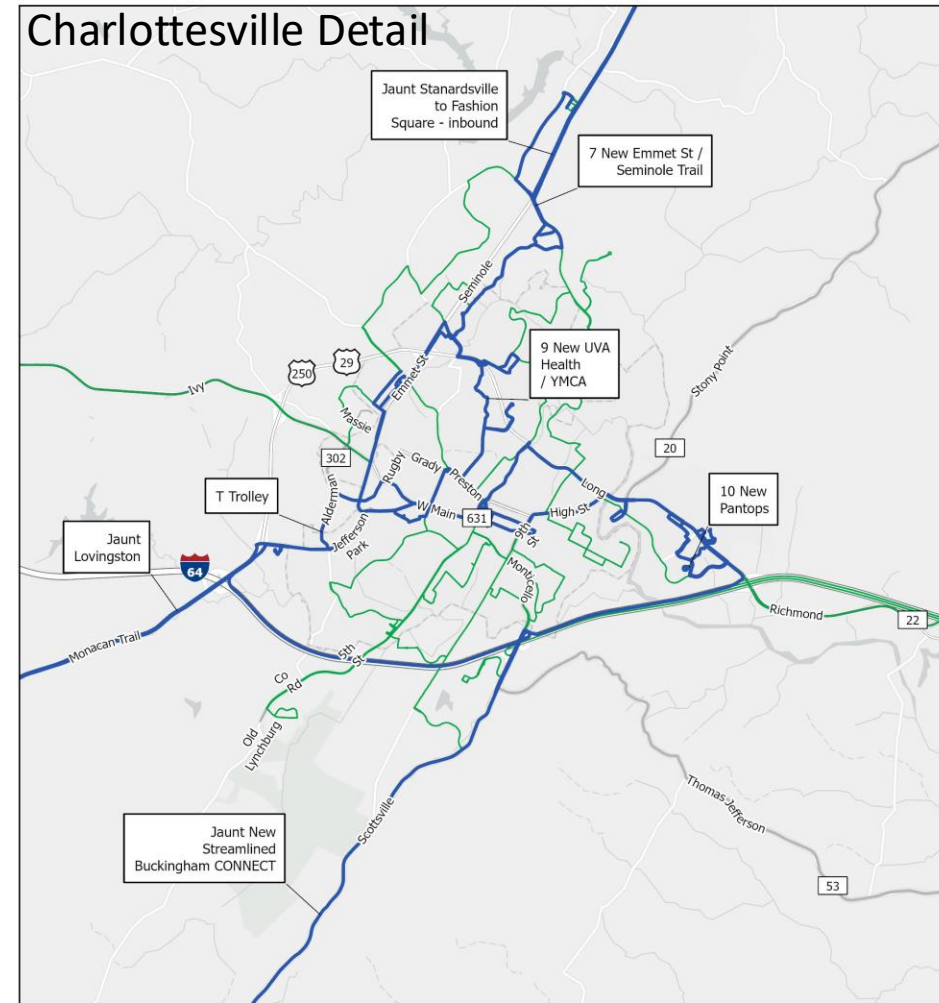 Charlottesville Detail
Jaunt Stanardsville
to Fashion
Square - inbound
7 New Emmet St /
Seminole Trail
Seminole
9 New UVA
Health
/ YMCA
29
250
Emmet St
Stony Point
Ivy
Massie
20
302
Rugby
Grady
Preston
Long
10 New
Pantops
T Trolley
Alderman
W Main
631
High St
Jefferson
Park
9th St
Jaunt
Lovingston
64
Monticello
Richmond
22
Monacan Trail
5th
St
Co
Rd
Old
Lynchburg
Thomas Jefferson
Scottsville
Jaunt New
Streamlined
Buckingham CONNECT
53